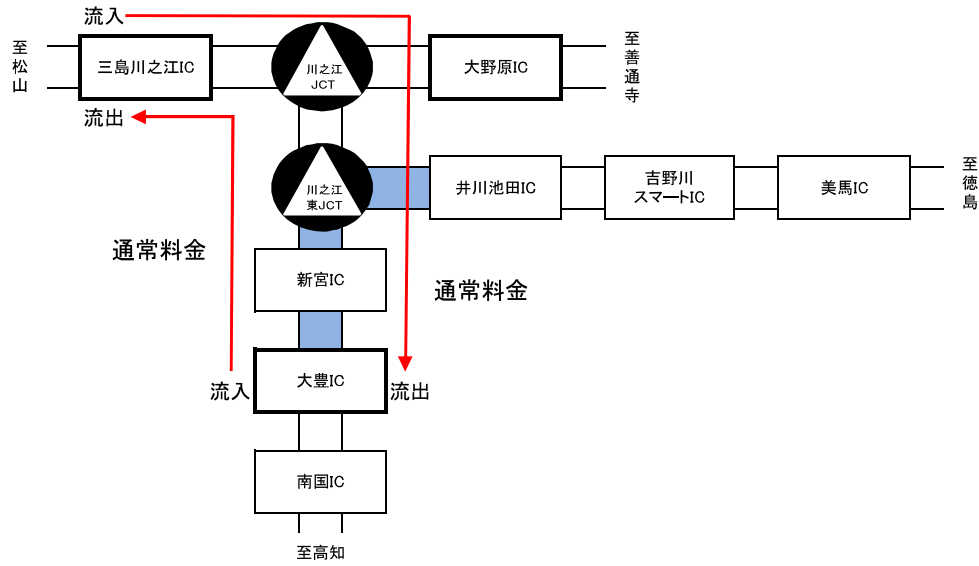 流入
至松山
三島川之江IC
川之江
JCT
大野原IC
至善通寺
流出
川之江
東JCT
井川池田IC
吉野川
スマートIC
美馬IC
至徳島
通常料金
新宮IC
通常料金
流入
大豊IC
流出
南国IC
至高知